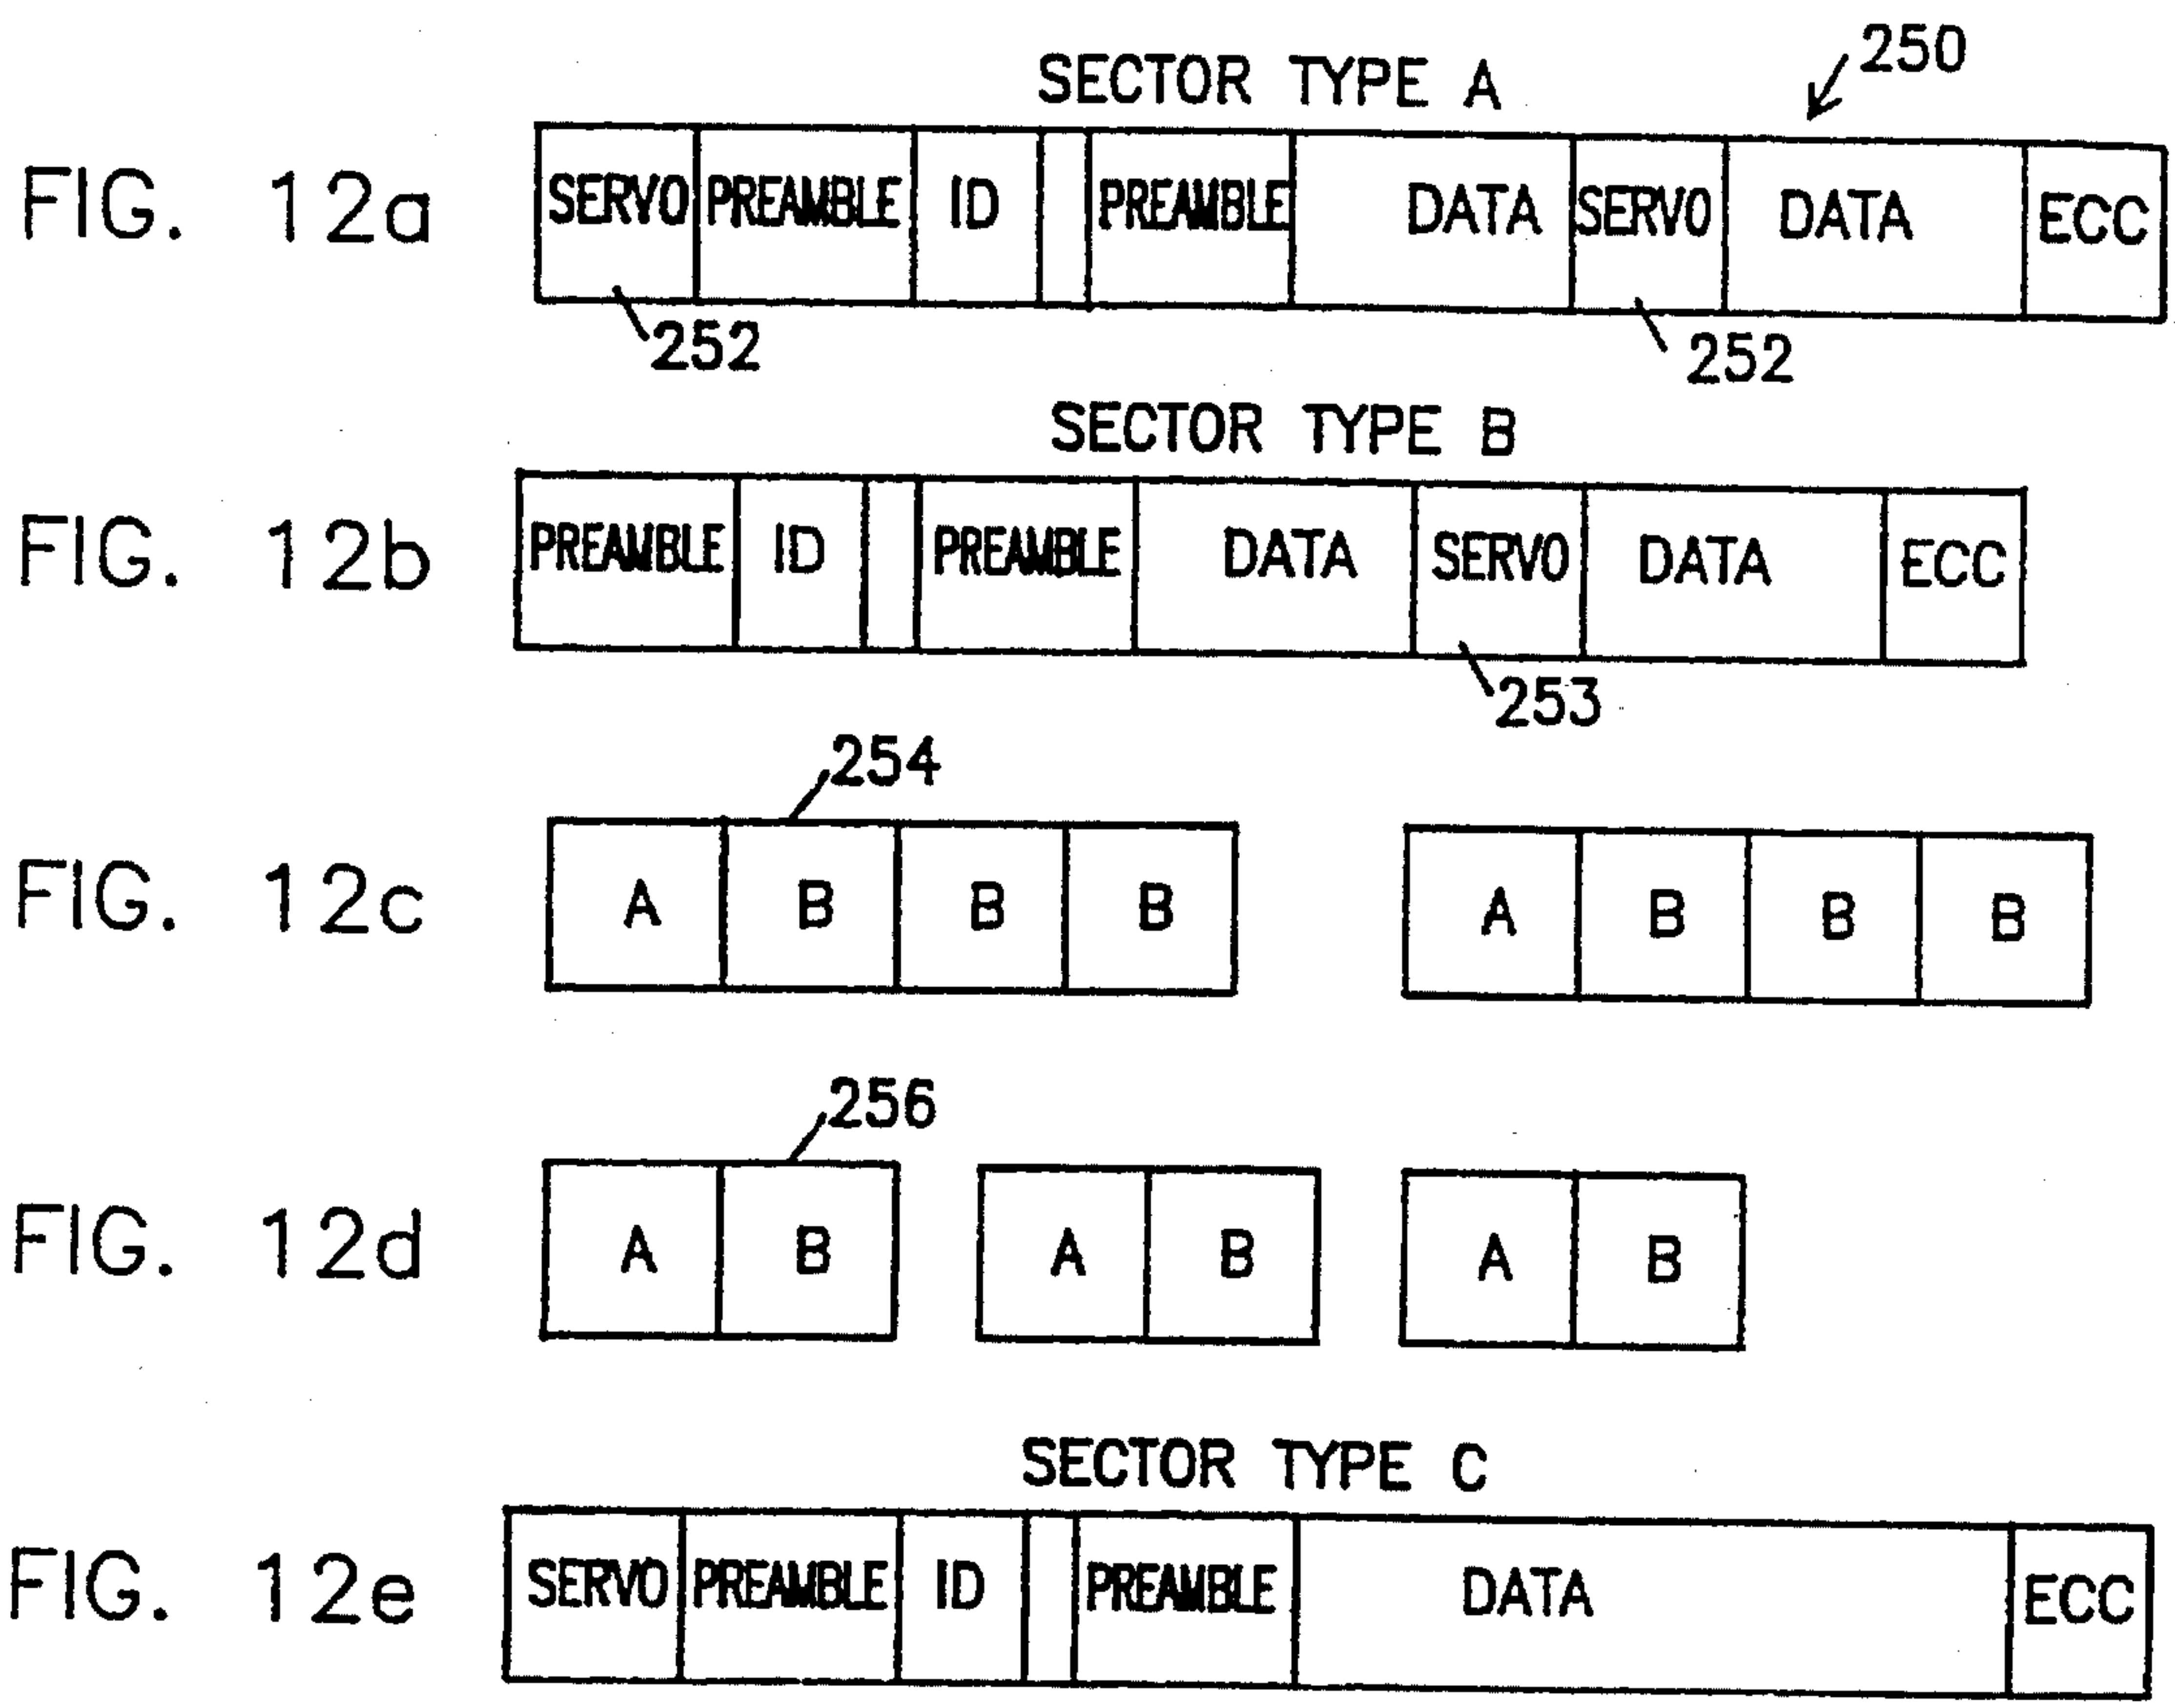 SECTOR TYPE A
250
FIG. 12a SERVO PREAMBLE ID PREAMBLE DATA SERVO DATA ECC
252 252
SECTOR TYPE B
FIG. 12b PREAMBLE ID PREAMBLE DATA SERVO DATA ECC
253
254
FIG. 12c A B B B A B B B
256
FIG. 12d A B A B A B
SECTOR TYPE C
FIG. 12e SERVO PREAMBLE ID PREAMBLE DATA ECC